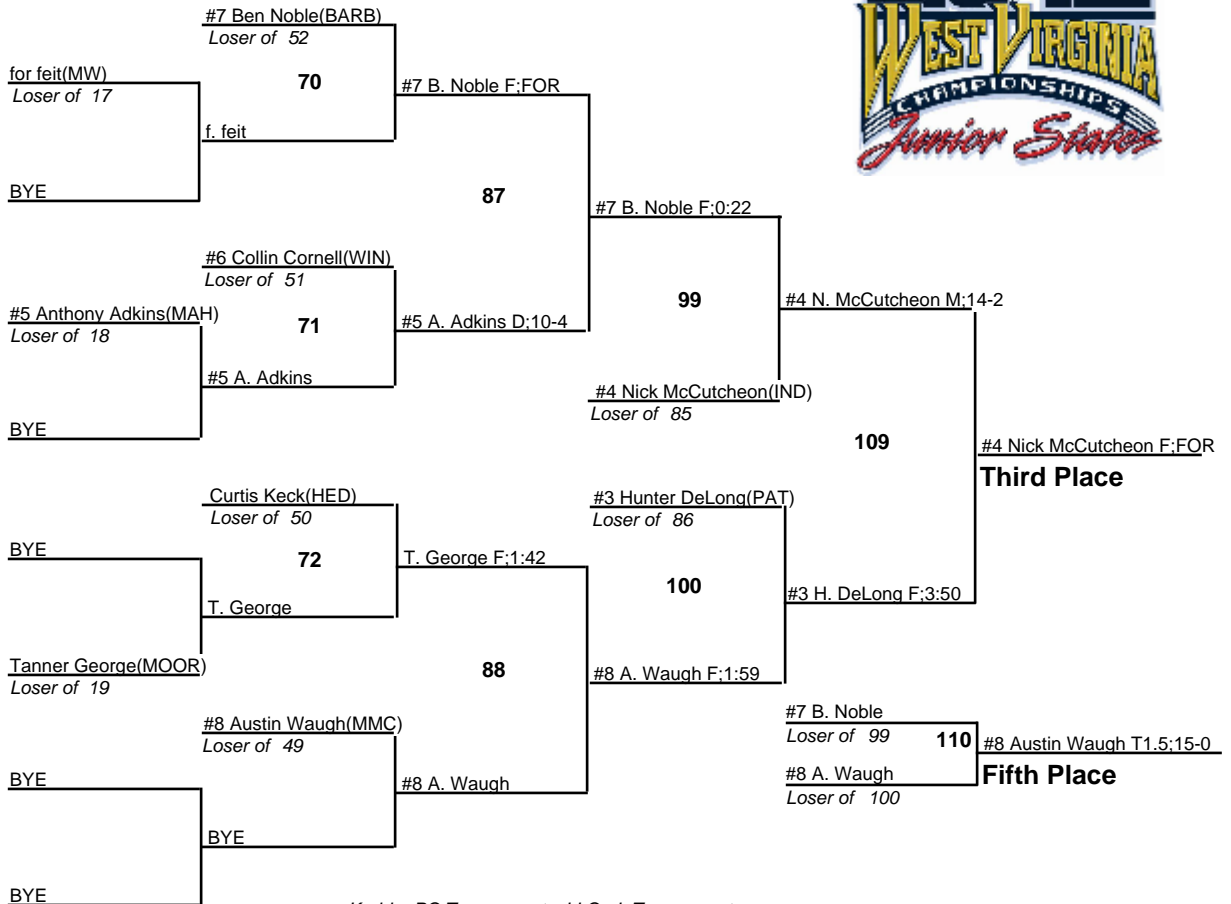 #7 Ben Noble(BARB)
Loser of 52
for feit(MW)
Loser of 17
70
#7 B. Noble F;FOR
f. feit
BYE
87
#7 B. Noble F;0:22
#6 Collin Cornell(WIN)
Loser of 51
#5 Anthony Adkins(MAH)
Loser of 18
71
#5 A. Adkins D;10-4
#5 A. Adkins
BYE
99
#4 N. McCutcheon M;14-2
#4 Nick McCutcheon(IND)
Loser of 85
109
#4 Nick McCutcheon F;FOR
Third Place
Curtis Keck(HED)
Loser of 50
BYE
72
T. George F;1:42
T. George
Tanner George(MOOR)
Loser of 19
#3 Hunter DeLong(PAT)
Loser of 86
100
#3 H. DeLong F;3:50
88
#8 A. Waugh F;1:59
#8 Austin Waugh(MMC)
Loser of 49
#8 A. Waugh
BYE
BYE
BYE
#7 B. Noble
Loser of 99
110
#8 Austin Waugh T1.5;15-0
#8 A. Waugh
Loser of 100
Fifth Place
WEST VIRGINIA
CHAMPIONSHIPS
Junior States